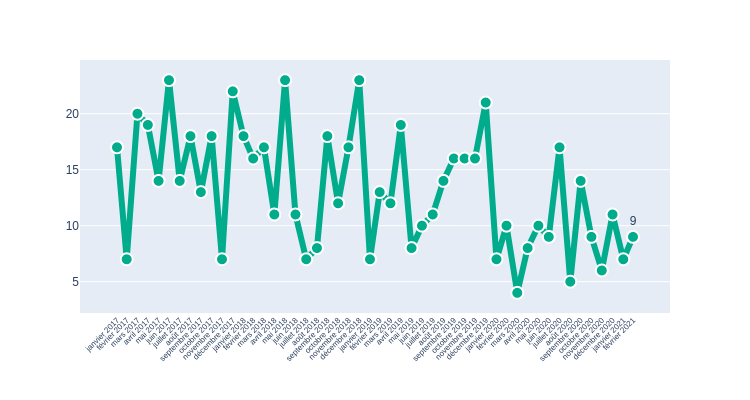 20
15
10
5
9
janvier 2017
février 2017
mars 2017
avril 2017
mai 2017
juin 2017
juillet 2017
août 2017
septembre 2017
octobre 2017
novembre 2017
décembre 2017
janvier 2018
février 2018
mars 2018
avril 2018
mai 2018
juin 2018
juillet 2018
août 2018
septembre 2018
octobre 2018
novembre 2018
décembre 2018
janvier 2019
février 2019
mars 2019
avril 2019
mai 2019
juin 2019
juillet 2019
août 2019
septembre 2019
octobre 2019
novembre 2019
décembre 2019
janvier 2020
février 2020
mars 2020
avril 2020
mai 2020
juin 2020
juillet 2020
août 2020
septembre 2020
octobre 2020
novembre 2020
décembre 2020
janvier 2021
février 2021